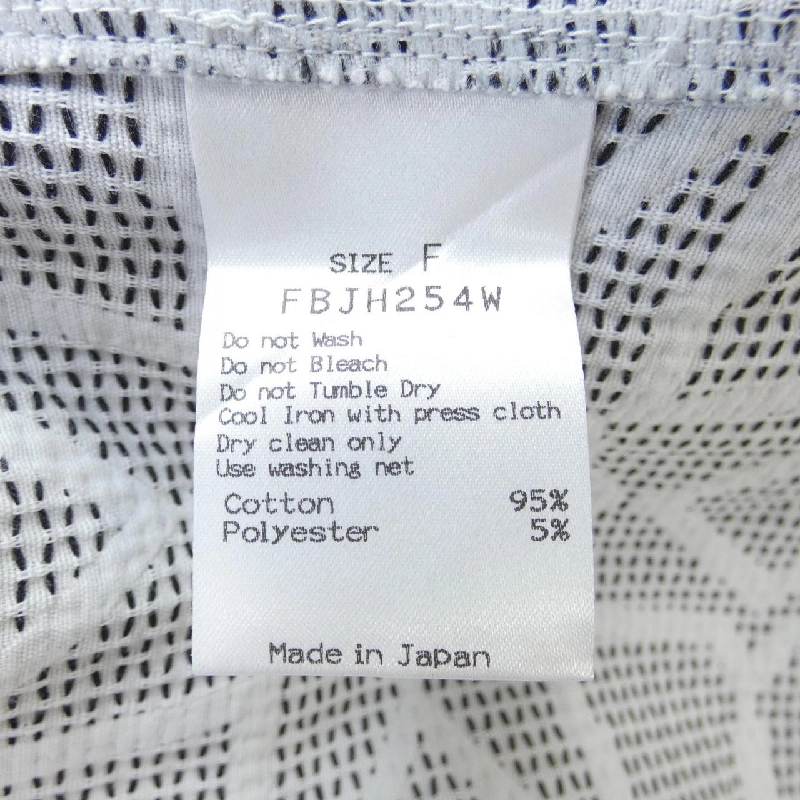 SIZE F
FBJH254W
Do not Wash
Do not Bleach
Do not Tumble Dry
Cool Iron with press cloth
Dry clean only
Use washing net
Cotton 95%
Polyester 5%
Made in Japan